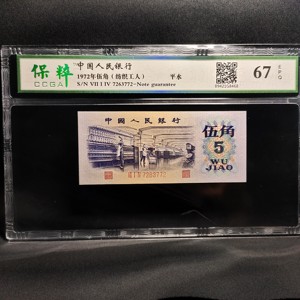 保粹
CCGA
中国人民银行
1972年伍角(纺织工人) 平水
S/N VII I IV 7263772-Note guarantee
67
中国人民银行
伍角
5
WU
JIAO
7263772